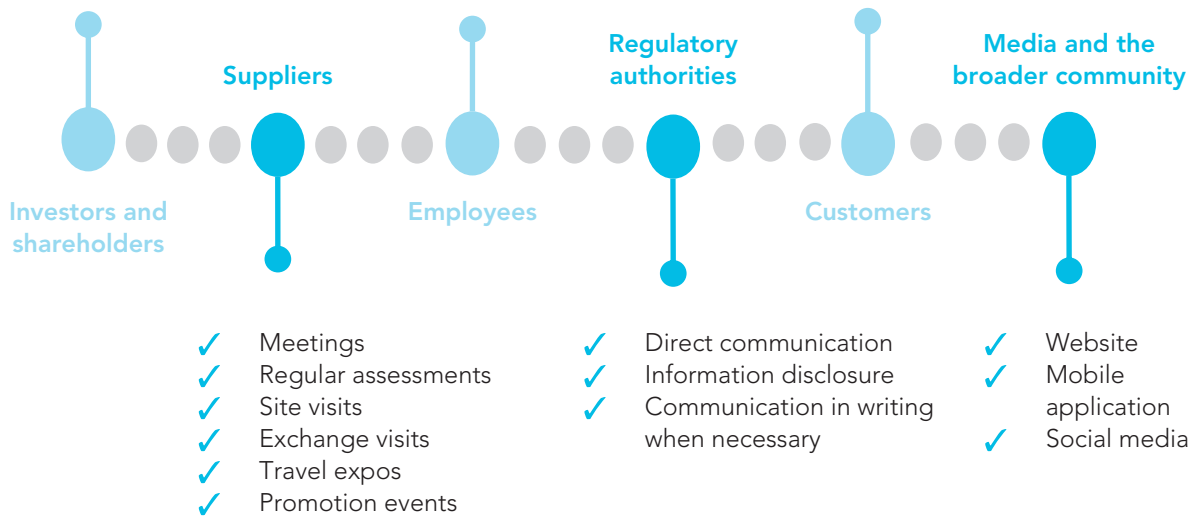 Suppliers
Regulatory
authorities
Media and the
broader community
Investors and
shareholders
Employees
Customers
✓ Meetings
✓ Regular assessments
✓ Site visits
✓ Exchange visits
✓ Travel expos
✓ Promotion events
✓ Direct communication
✓ Information disclosure
✓ Communication in writing
when necessary
✓ Website
✓ Mobile
application
✓ Social media